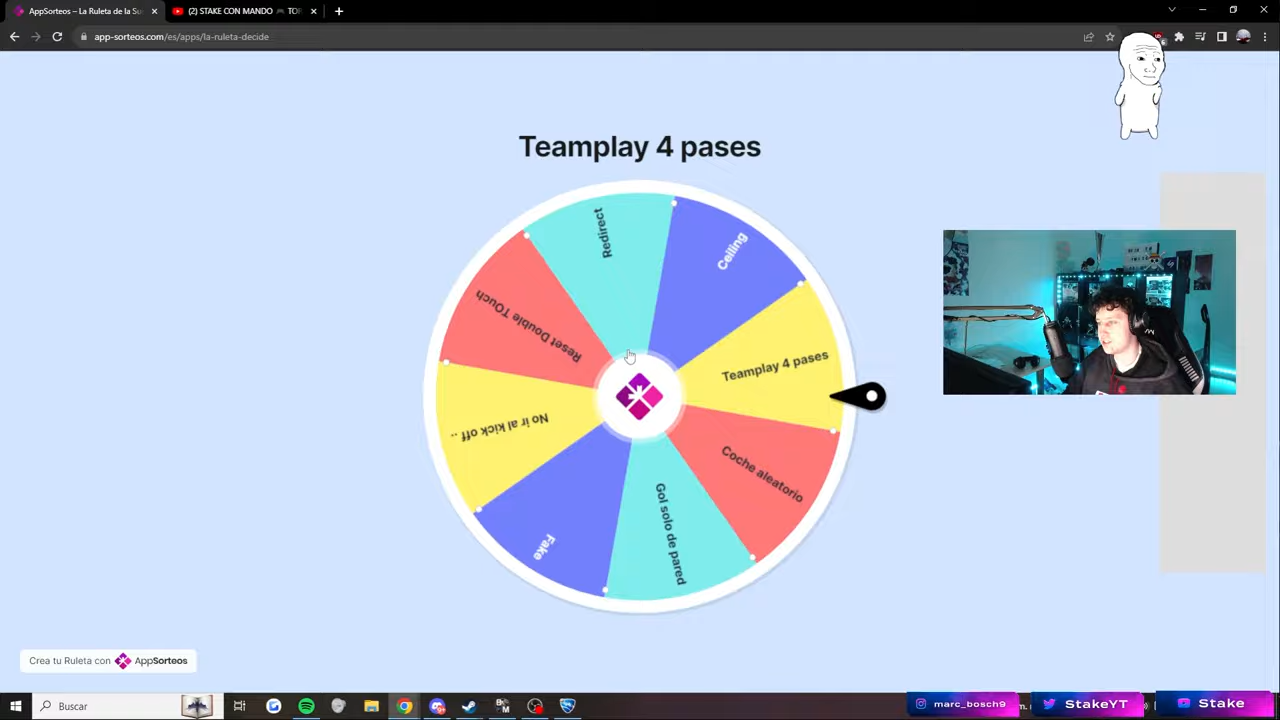 AppSorteos – La Ruleta de la Su
(2) STAKE CON MANDO 🎮 TOP
app-sorteos.com/es/apps/la-ruleta-decide
Teamplay 4 pases
Redirect
Ceiling
Teamplay 4 pases
Coche aleatorio
Gol solo de pared
Fake
No ir al kick off ..
Reset Double TOuch
Crea tu Ruleta con AppSorteos
Buscar
marc_bosch9
StakeYT
Stake